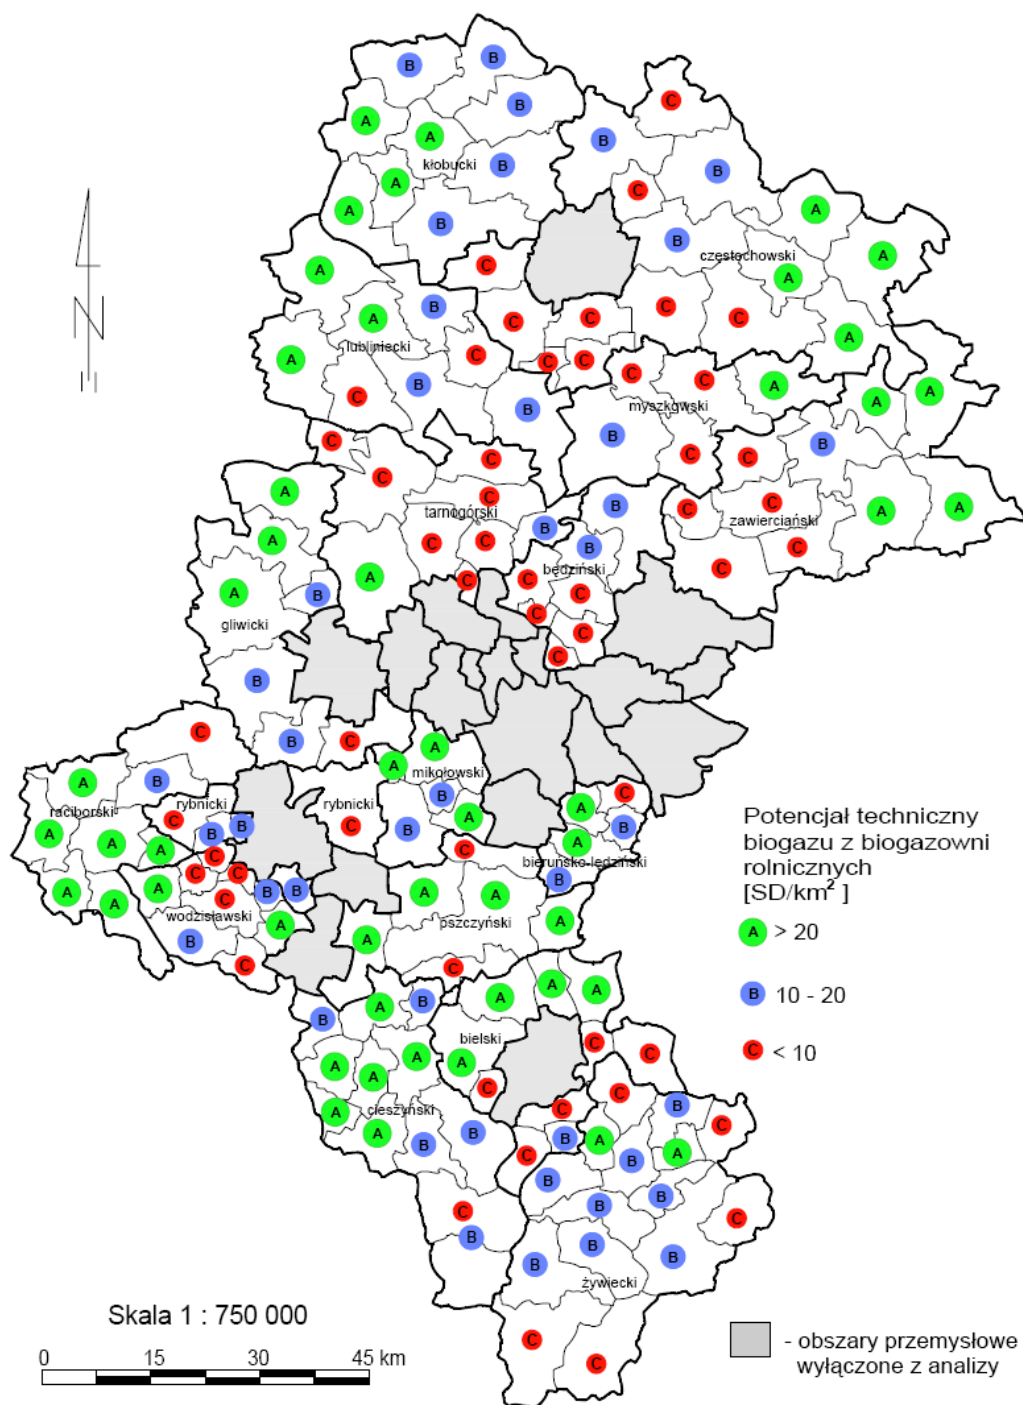 B B
B C
A A B B
kłobucki B B
A A C A
B B częstochowski A
A C A
B C
A C C C A
lubliniecki A C C C
A B C C C A A
C B myszkowski A
B B B
C C C C C
A C B C A A
tarnogórski zawierciański
A C C B B C
będziński
A B A C C C C
A C C
gliwicki C
B
C B C A
A B A mikołowski
raciborski rybnicki rybnicki B A C
A C B B C B A B
A A C C bieruńsko-lędziński A
A A A C C B B A A B
wodzisławski C A pszczyński A
B C A C
A B A A A
B bielski
A A A A C C C
A cieszyński C C B C
A B B C B A B A
B B B
C B B B B C
żywiecki
C C
N
Potencjał techniczny
biogazu z biogazowni
rolnicznych
[SD/km² ]
A > 20
B 10 - 20
C < 10
Skala 1 : 750 000
0 15 30 45 km
- obszary przemysłowe
wyłączone z analizy